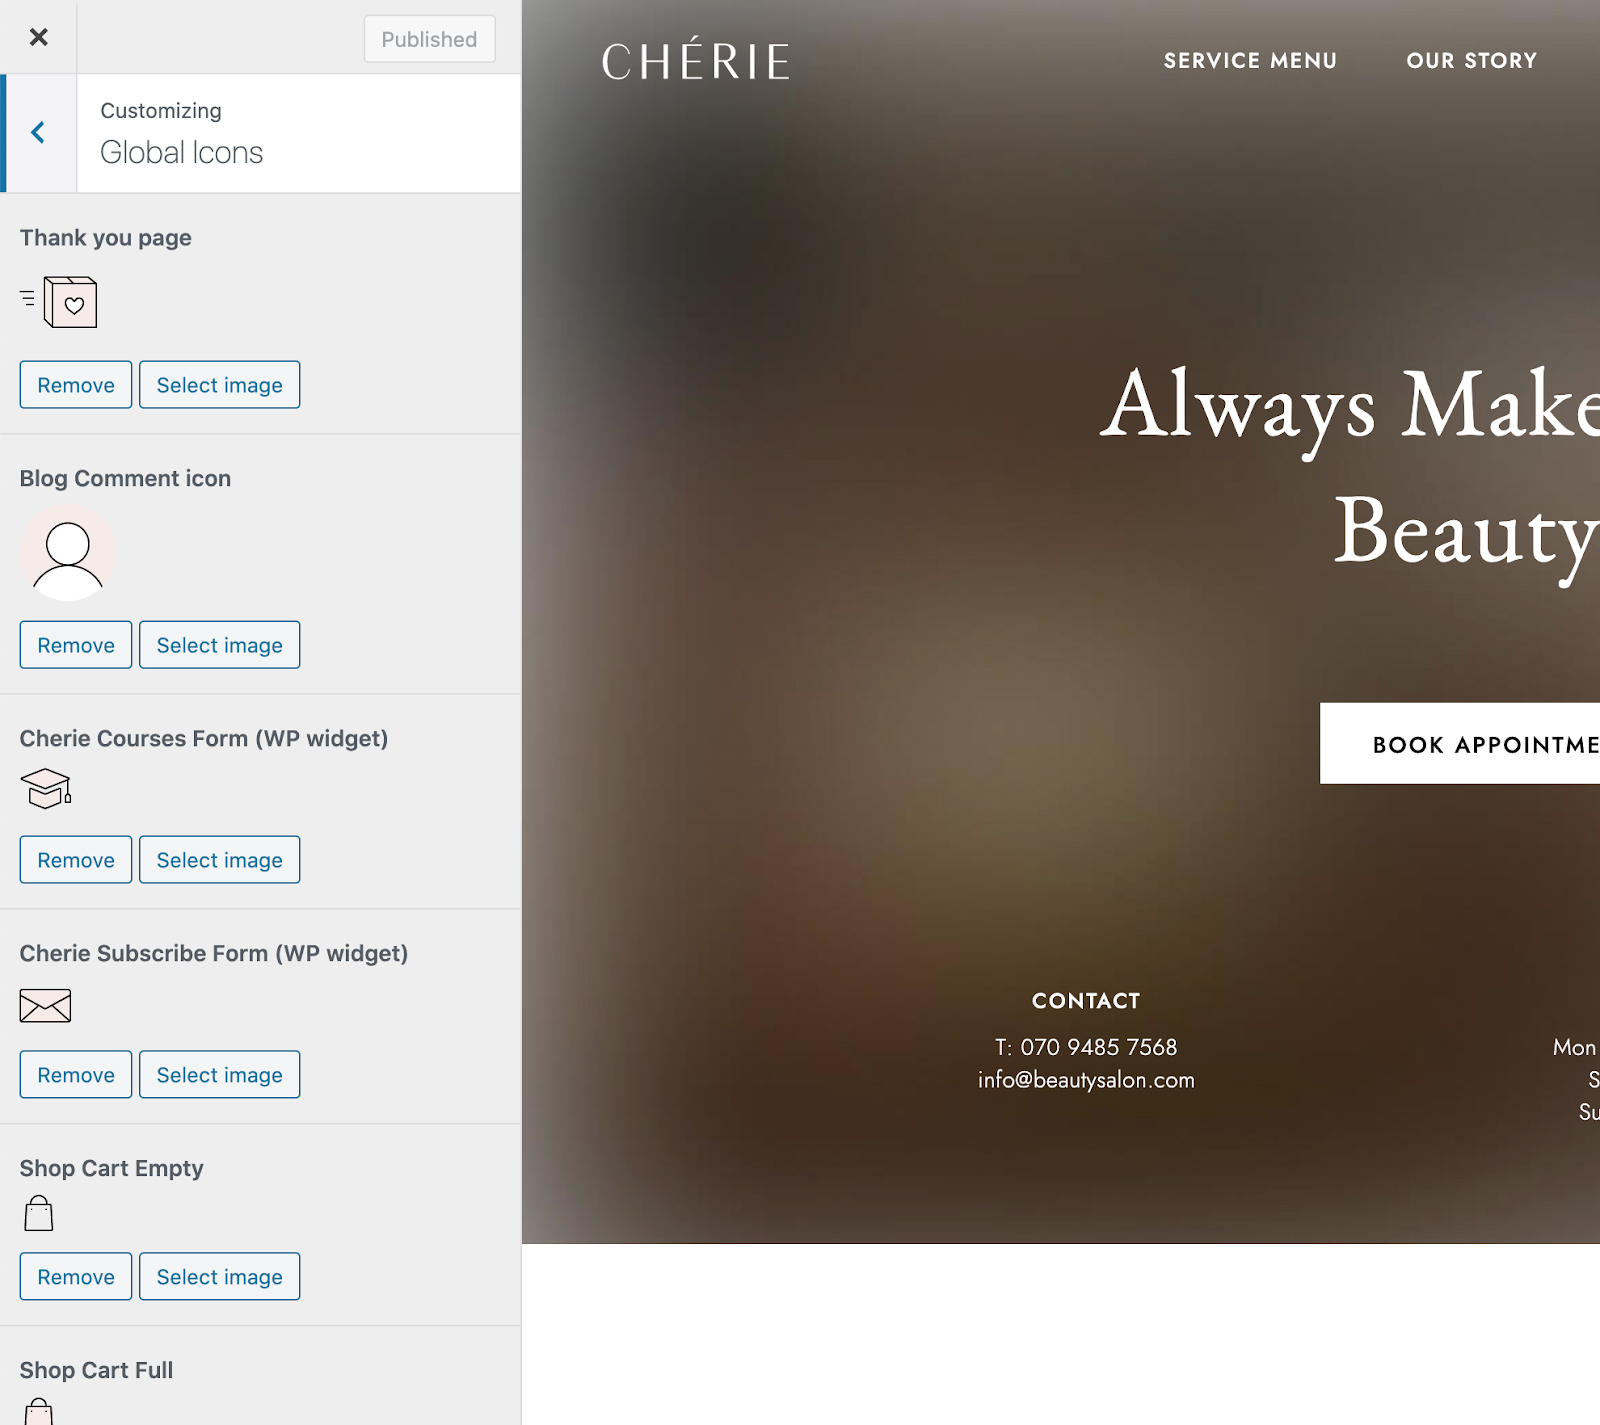 Published
Customizing
Global Icons
Thank you page
Remove
Select image
Blog Comment icon
Remove
Select image
Cherie Courses Form (WP widget)
Remove
Select image
Cherie Subscribe Form (WP widget)
Remove
Select image
Shop Cart Empty
Remove
Select image
Shop Cart Full
CHÉRIE
SERVICE MENU
OUR STORY
Always Make
Beauty
BOOK APPOINTME
CONTACT
T: 070 9485 7568
info@beautysalon.com
Mon
S
Su